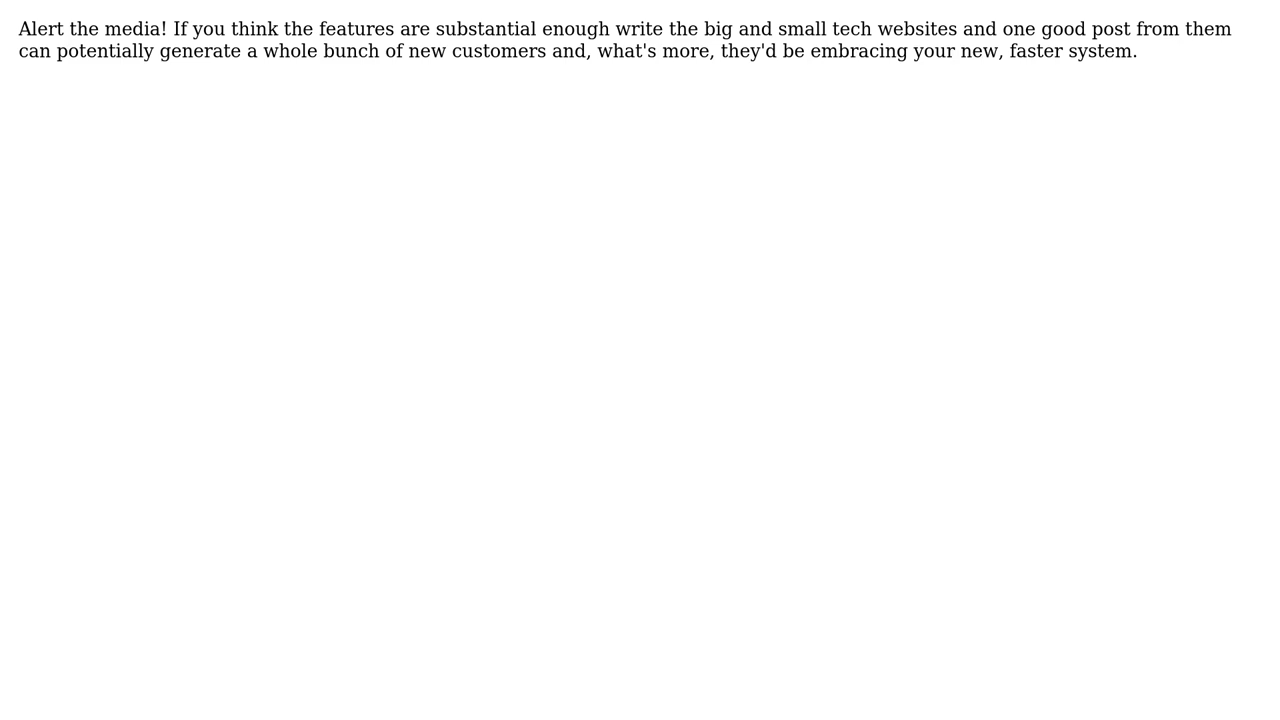 Alert the media! If you think the features are substantial enough write the big and small tech websites and one good post from them
can potentially generate a whole bunch of new customers and, what's more, they'd be embracing your new, faster system.